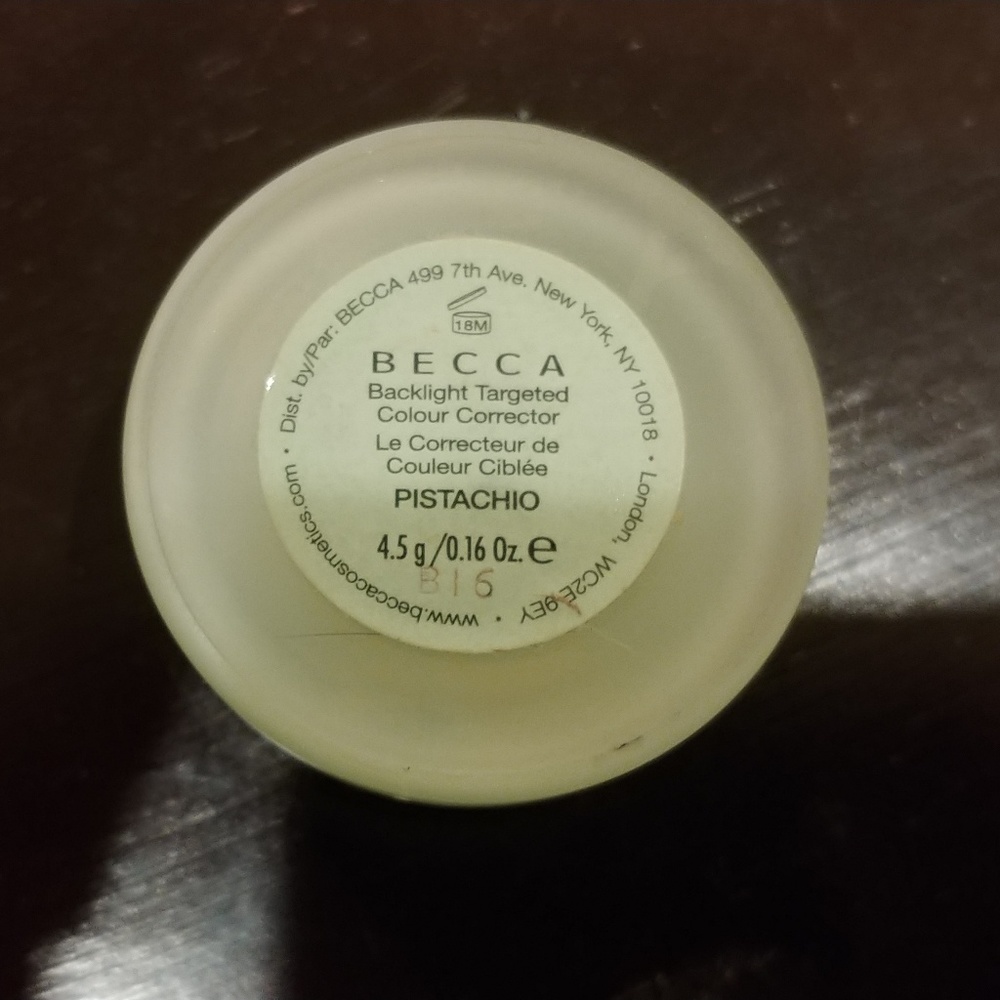 Dist. by/Par: BECCA 499 7th Ave. New York, NY 10018 • London, WC2E 9EY • www.beccacosmetics.com •
18M
BECCA
Backlight Targeted
Colour Corrector
Le Correcteur de
Couleur Ciblée
PISTACHIO
4.5 g/0.16 Oz. e
B16